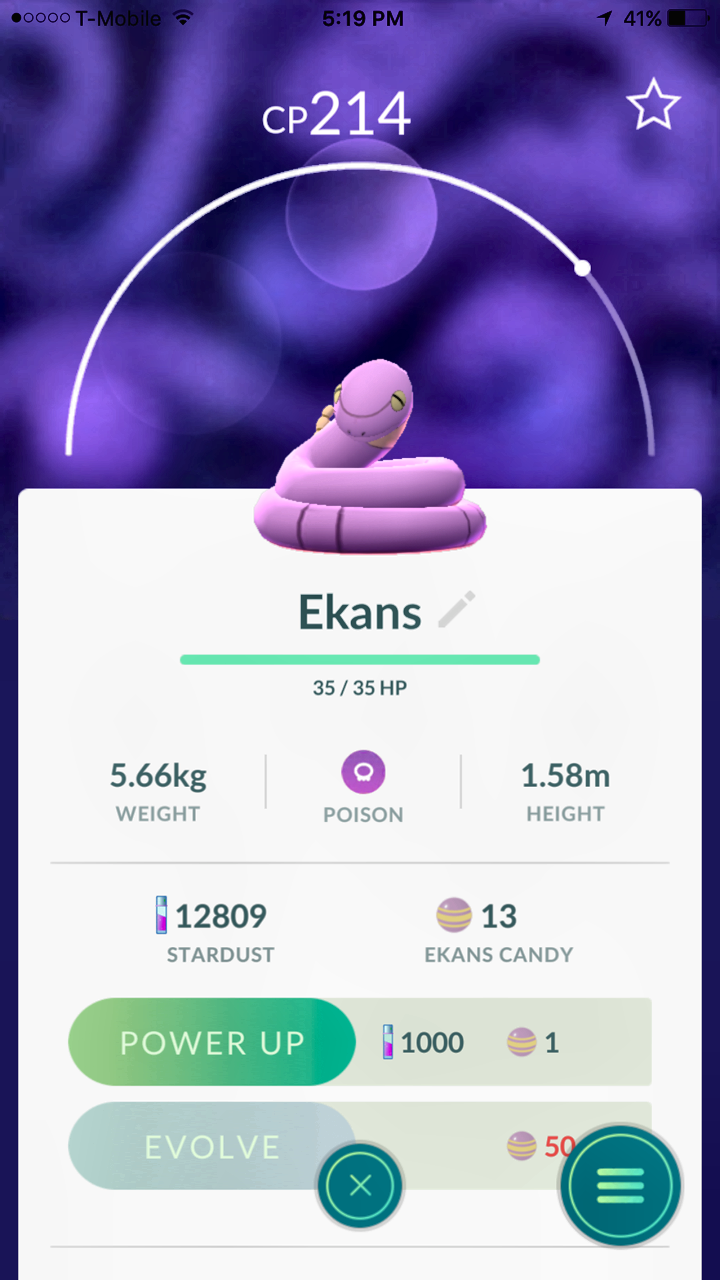 T-Mobile 5:19 PM 41%
CP214
Ekans
35 / 35 HP
5.66kg 1.58m
WEIGHT POISON HEIGHT
12809 13
STARDUST EKANS CANDY
POWER UP 1000 1
EVOLVE 50